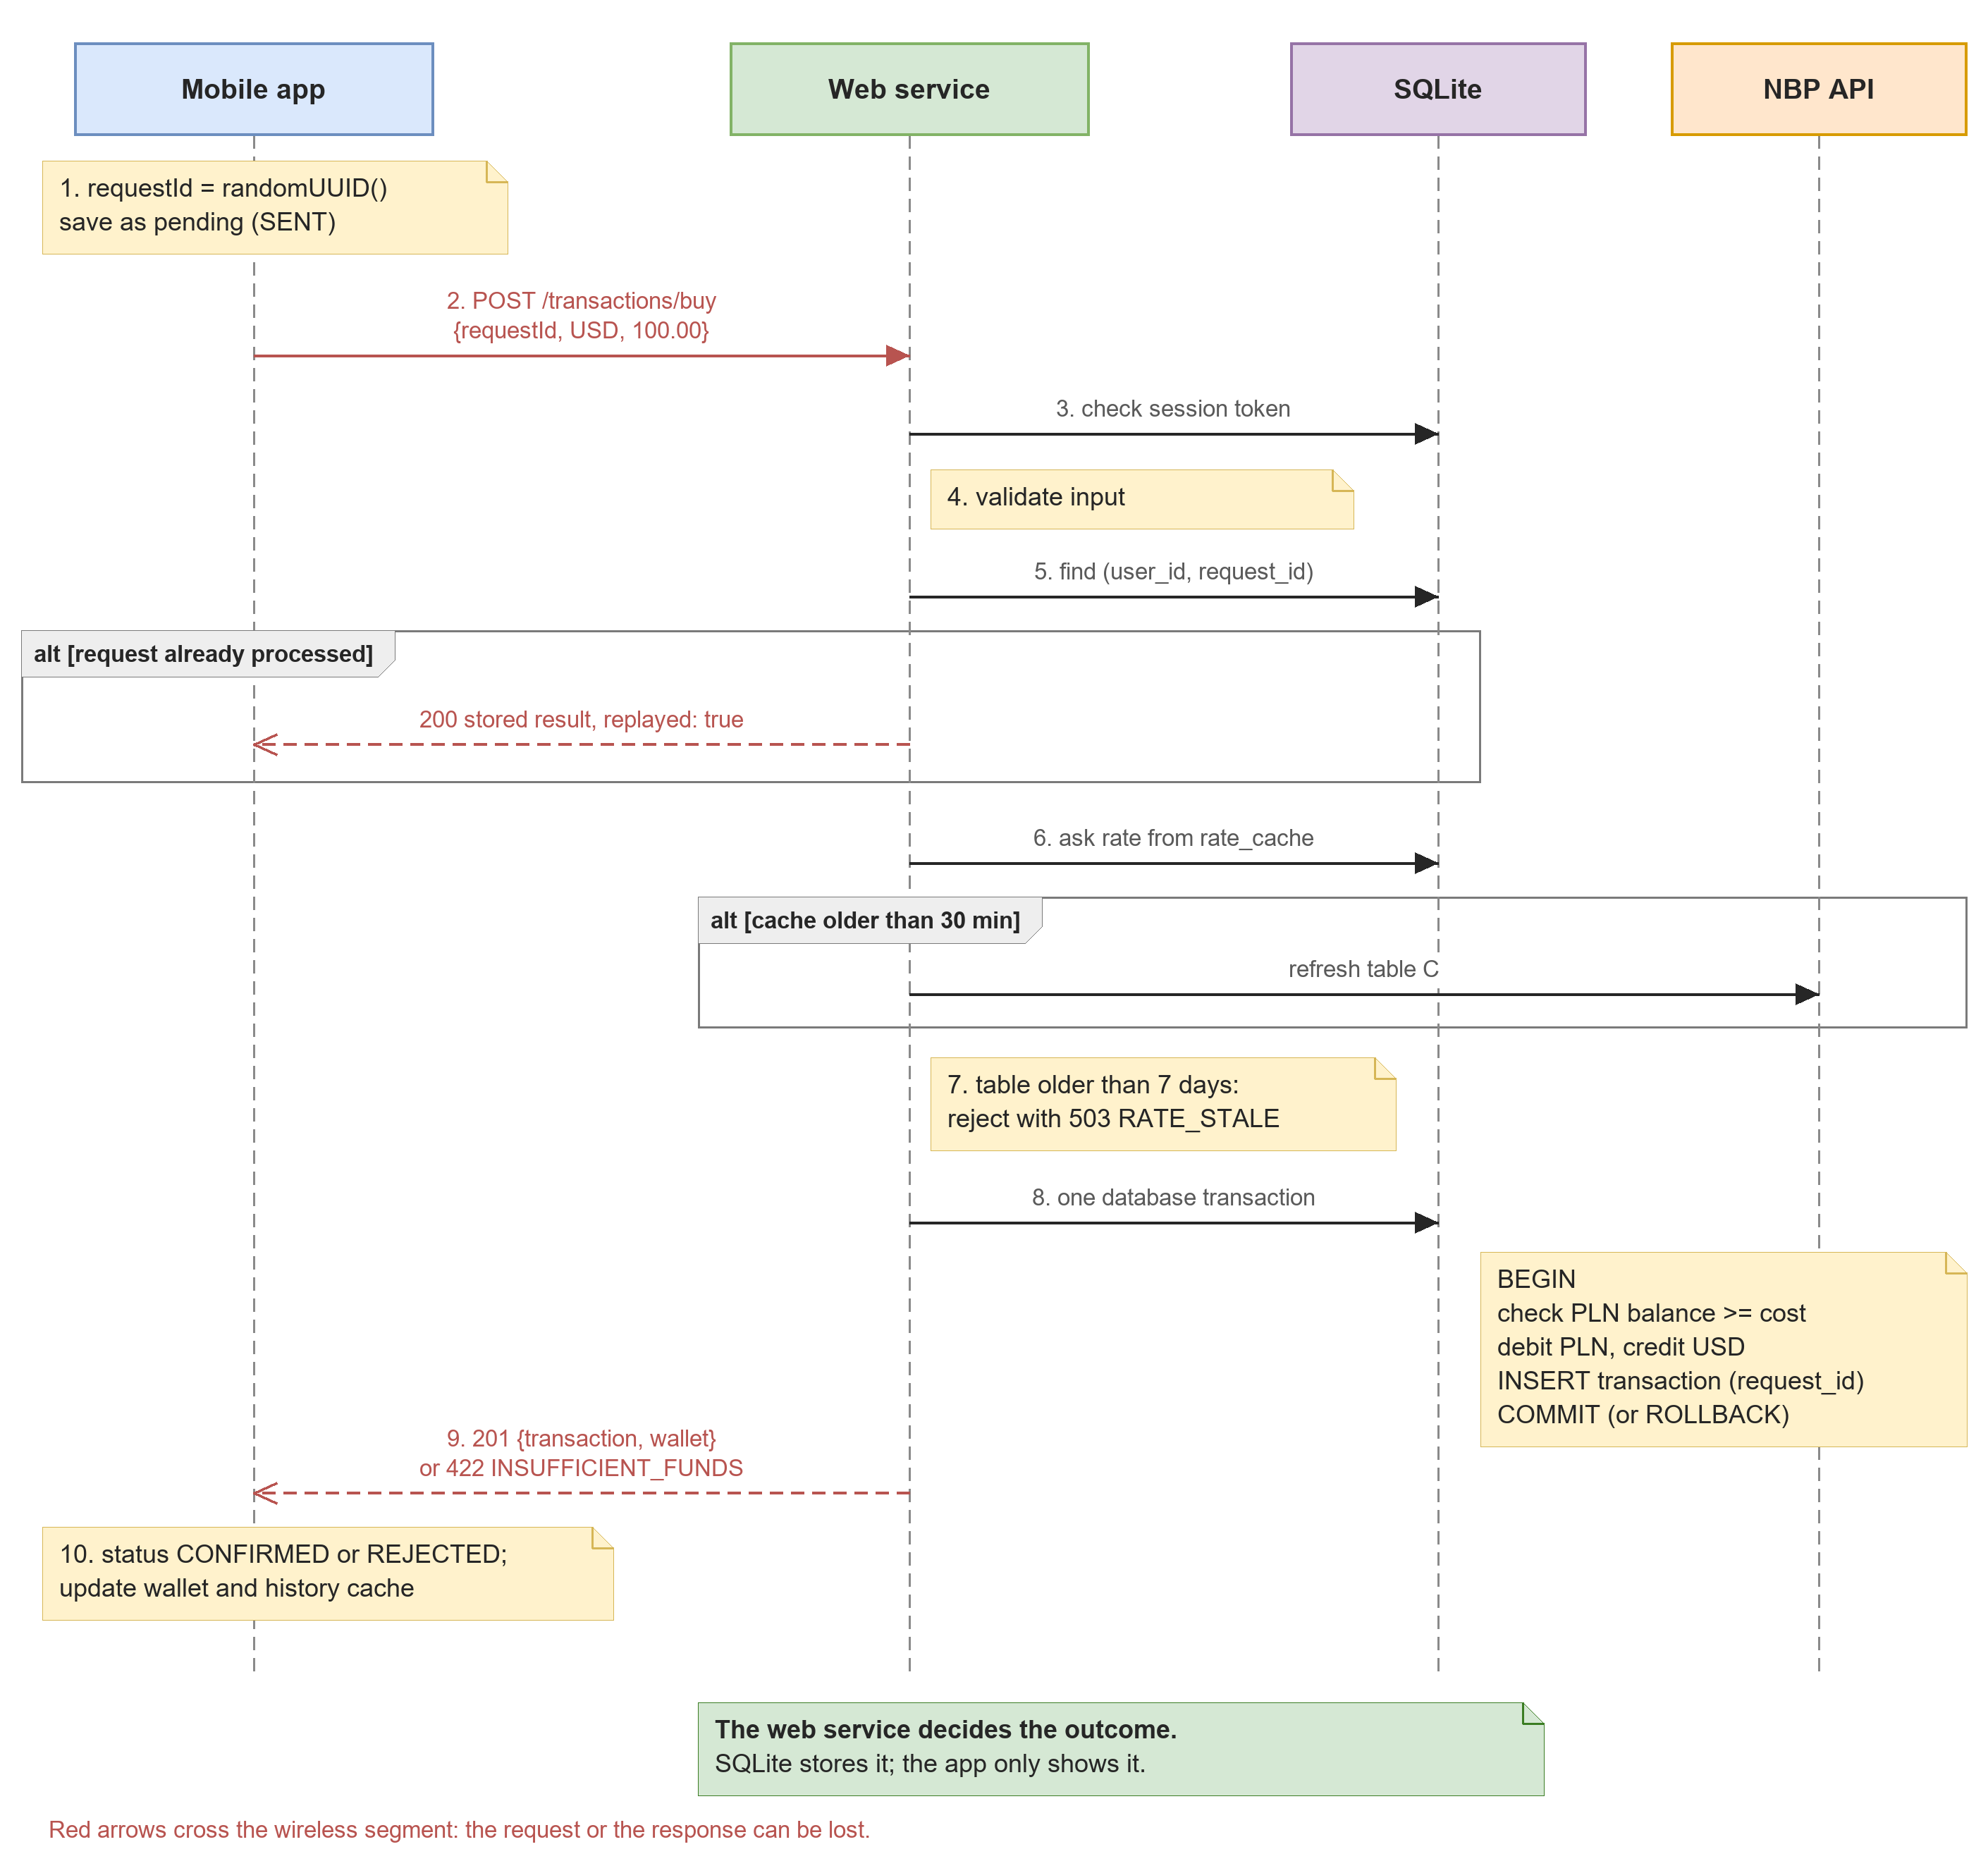 Mobile app
Web service
SQLite
NBP API
1. requestId = randomUUID()
save as pending (SENT)
2. POST /transactions/buy
{requestId, USD, 100.00}
3. check session token
4. validate input
5. find (user_id, request_id)
alt [request already processed]
200 stored result, replayed: true
6. ask rate from rate_cache
alt [cache older than 30 min]
refresh table C
7. table older than 7 days:
reject with 503 RATE_STALE
8. one database transaction
BEGIN
check PLN balance >= cost
debit PLN, credit USD
INSERT transaction (request_id)
COMMIT (or ROLLBACK)
9. 201 {transaction, wallet}
or 422 INSUFFICIENT_FUNDS
10. status CONFIRMED or REJECTED;
update wallet and history cache
The web service decides the outcome.
SQLite stores it; the app only shows it.
Red arrows cross the wireless segment: the request or the response can be lost.